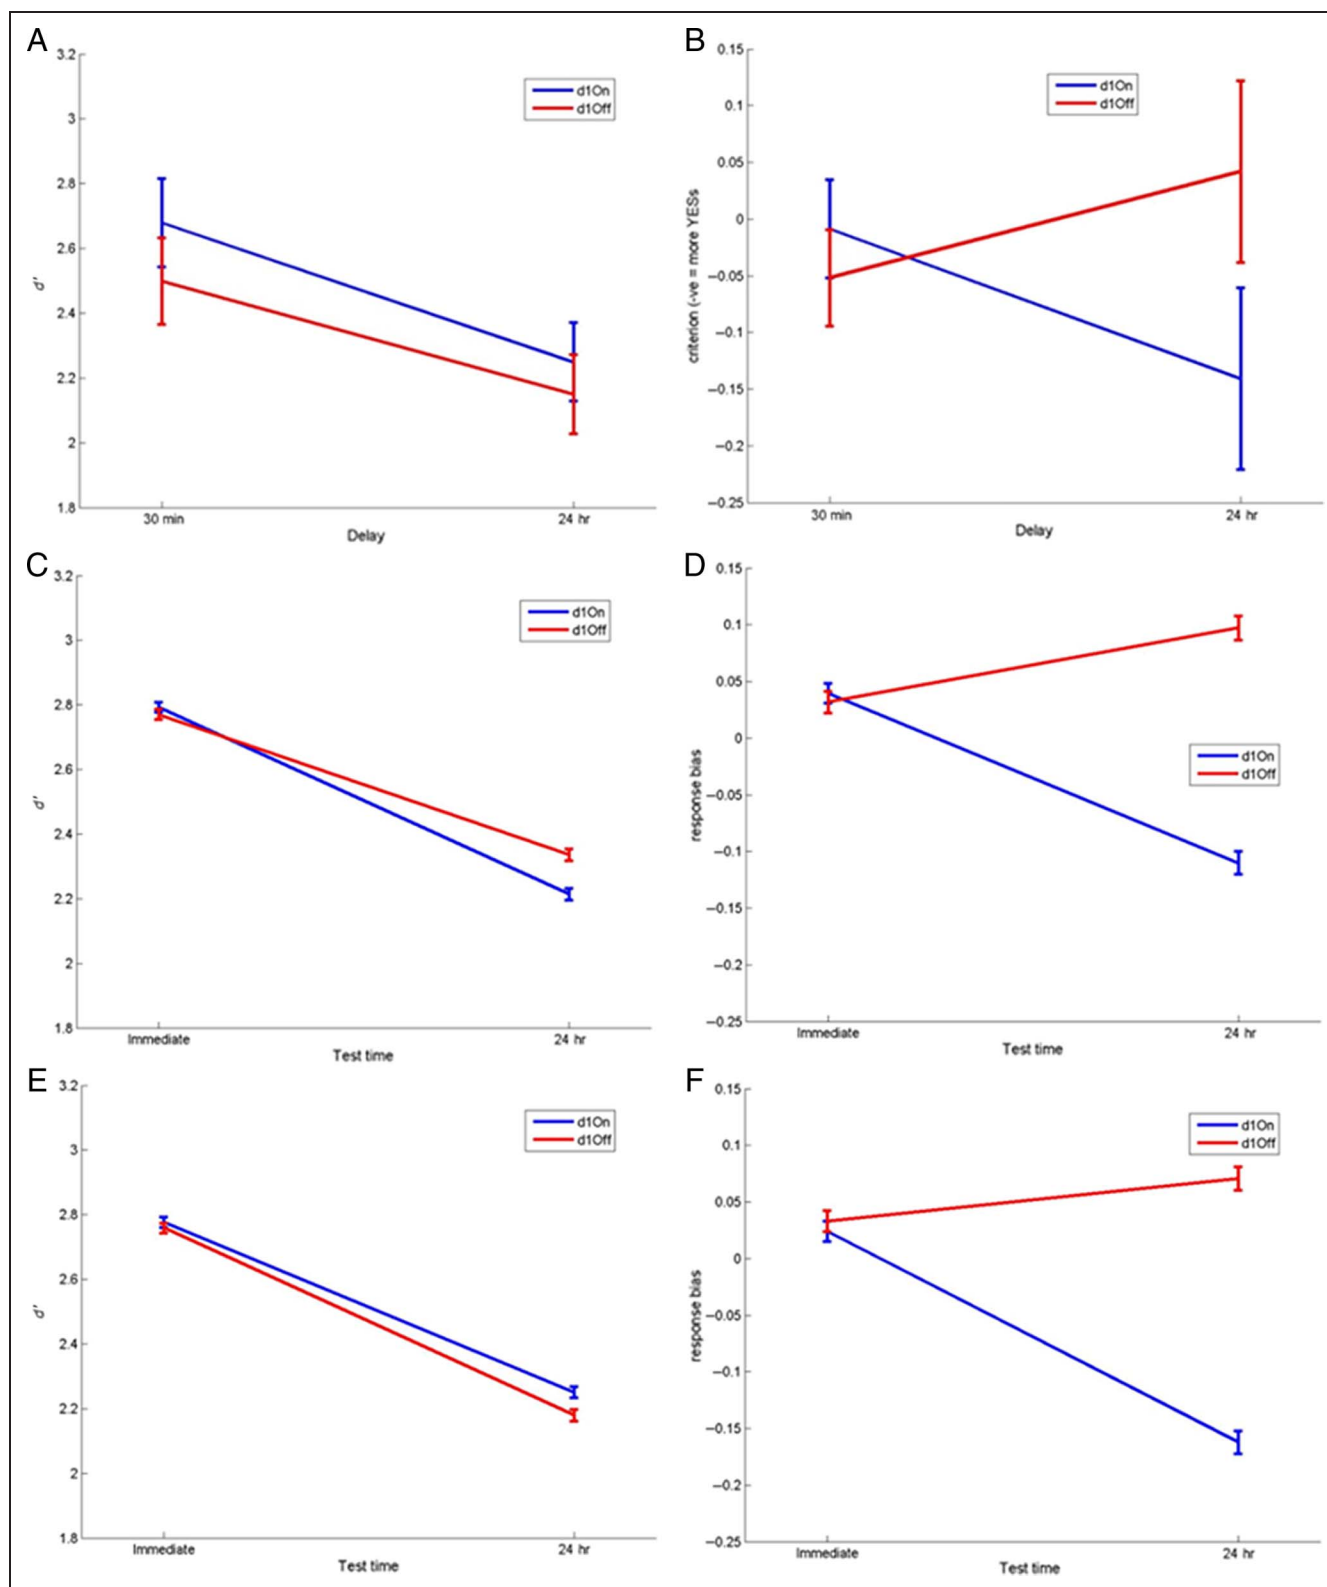 A
3.2
3
2.8
2.6
2.4
2.2
2
1.8
d'
d1On
d1Off
30 min
24 hr
Delay
B
0.15
0.1
0.05
0
−0.05
−0.1
−0.15
−0.2
−0.25
criterion (-ve = more YESs
d1On
d1Off
30 min
24 hr
Delay
C
3.2
3
2.8
2.6
2.4
2.2
2
1.8
d'
d1On
d1Off
Immediate
24 hr
Test time
D
0.15
0.1
0.05
0
−0.05
−0.1
−0.15
−0.2
−0.25
response bias
d1On
d1Off
Immediate
24 hr
Test time
E
3.2
3
2.8
2.6
2.4
2.2
2
1.8
d'
d1On
d1Off
Immediate
24 hr
Test time
F
0.15
0.1
0.05
0
−0.05
−0.1
−0.15
−0.2
−0.25
response bias
d1On
d1Off
Immediate
24 hr
Test time